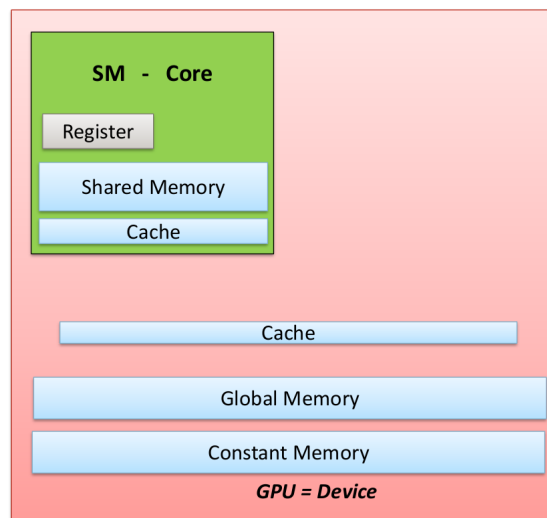 SM - Core
Register
Shared Memory
Cache
Cache
Global Memory
Constant Memory
GPU = Device